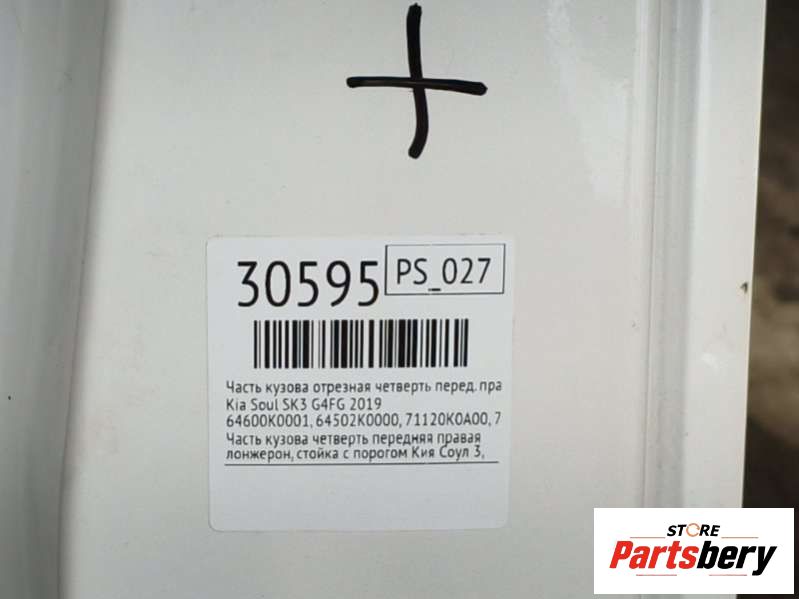 30595 PS_027
Часть кузова отрезная четверть перед. пра
Kia Soul SK3 G4FG 2019
64600K0001, 64502K0000, 71120K0A00, 7
Часть кузова четверть передняя правая
лонжерон, стойка с порогом Кия Соул 3,
STORE
Partsbery